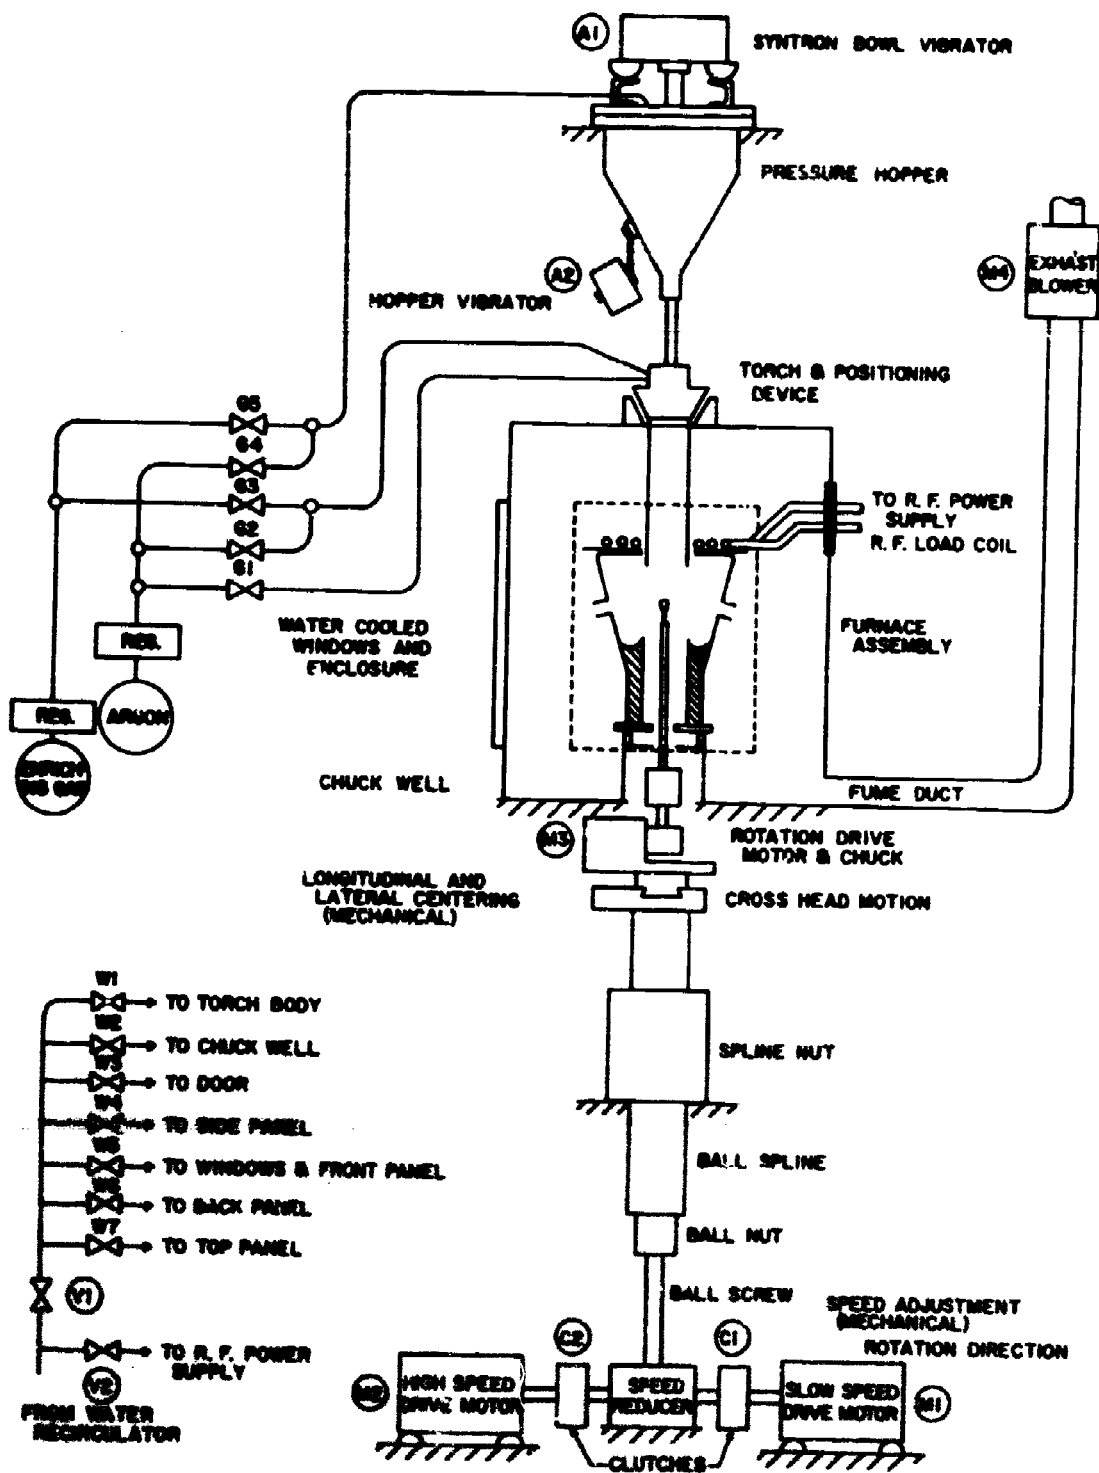 A1
SYNTRON BOWL VIBRATOR
PRESSURE HOPPER
M4
EXHA'ST
BLOWER
A2
HOPPER VIBRATOR
TORCH & POSITIONING
DEVICE
G5
G4
G3
G2
G1
TO R. F. POWER
SUPPLY
R. F. LOAD COIL
WATER COOLED
WINDOWS AND
ENCLOSURE
FURNACE
ASSEMBLY
REG.
ARGON
REG.
GAS
CHUCK WELL
FUME DUCT
M3
ROTATION DRIVE
MOTOR & CHUCK
LONGITUDINAL AND
LATERAL CENTERING
(MECHANICAL)
CROSS HEAD MOTION
W1
TO TORCH BODY
W2
TO CHUCK WELL
W3
TO DOOR
W4
TO SIDE PANEL
W5
TO WINDOWS & FRONT PANEL
W6
TO BACK PANEL
W7
TO TOP PANEL
SPLINE NUT
BALL SPLINE
BALL NUT
BALL SCREW
V1
V2
TO R. F. POWER
SUPPLY
FROM WATER
RECIRCULATOR
SPEED ADJUSTMENT
(MECHANICAL)
ROTATION DIRECTION
C2
C1
M2
HIGH SPEED
DRIVE MOTOR
SPEED
REDUCER
SLOW SPEED
DRIVE MOTOR
M1
CLUTCHES